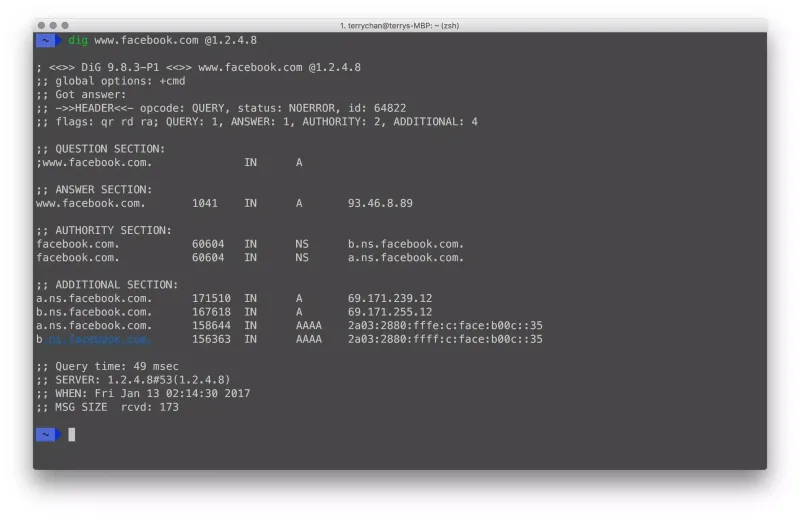 1. terrychan@terrys-MBP: ~ (zsh)
~ dig www.facebook.com @1.2.4.8
; <<>> DiG 9.8.3-P1 <<>> www.facebook.com @1.2.4.8
;; global options: +cmd
;; Got answer:
;; ->>HEADER<<- opcode: QUERY, status: NOERROR, id: 64822
;; flags: qr rd ra; QUERY: 1, ANSWER: 1, AUTHORITY: 2, ADDITIONAL: 4
;; QUESTION SECTION:
;www.facebook.com. IN A
;; ANSWER SECTION:
www.facebook.com. 1041 IN A 93.46.8.89
;; AUTHORITY SECTION:
facebook.com. 60604 IN NS b.ns.facebook.com.
facebook.com. 60604 IN NS a.ns.facebook.com.
;; ADDITIONAL SECTION:
a.ns.facebook.com. 171510 IN A 69.171.239.12
b.ns.facebook.com. 167618 IN A 69.171.255.12
a.ns.facebook.com. 158644 IN AAAA 2a03:2880:fffe:c:face:b00c::35
b.ns.facebook.com. 156363 IN AAAA 2a03:2880:ffff:c:face:b00c::35
;; Query time: 49 msec
;; SERVER: 1.2.4.8#53(1.2.4.8)
;; WHEN: Fri Jan 13 02:14:30 2017
;; MSG SIZE rcvd: 173
~